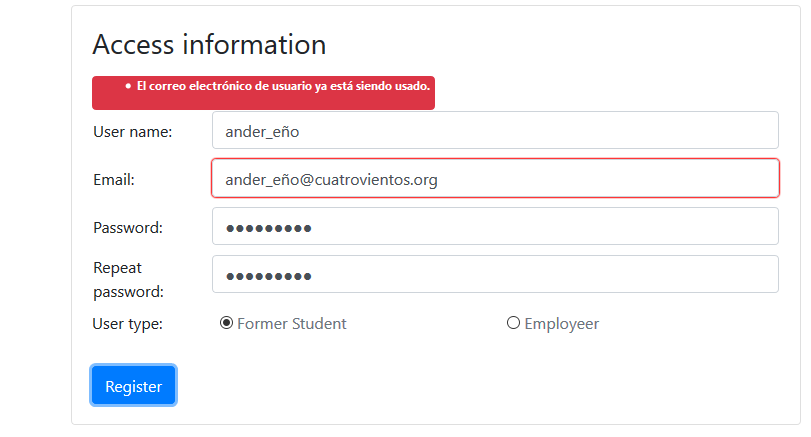 Access information
• El correo electrónico de usuario ya está siendo usado.
User name: ander_eño
Email: ander_eño@cuatrovientos.org
Password: •••••••••
Repeat
password: •••••••••
User type: Former Student Employeer
Register